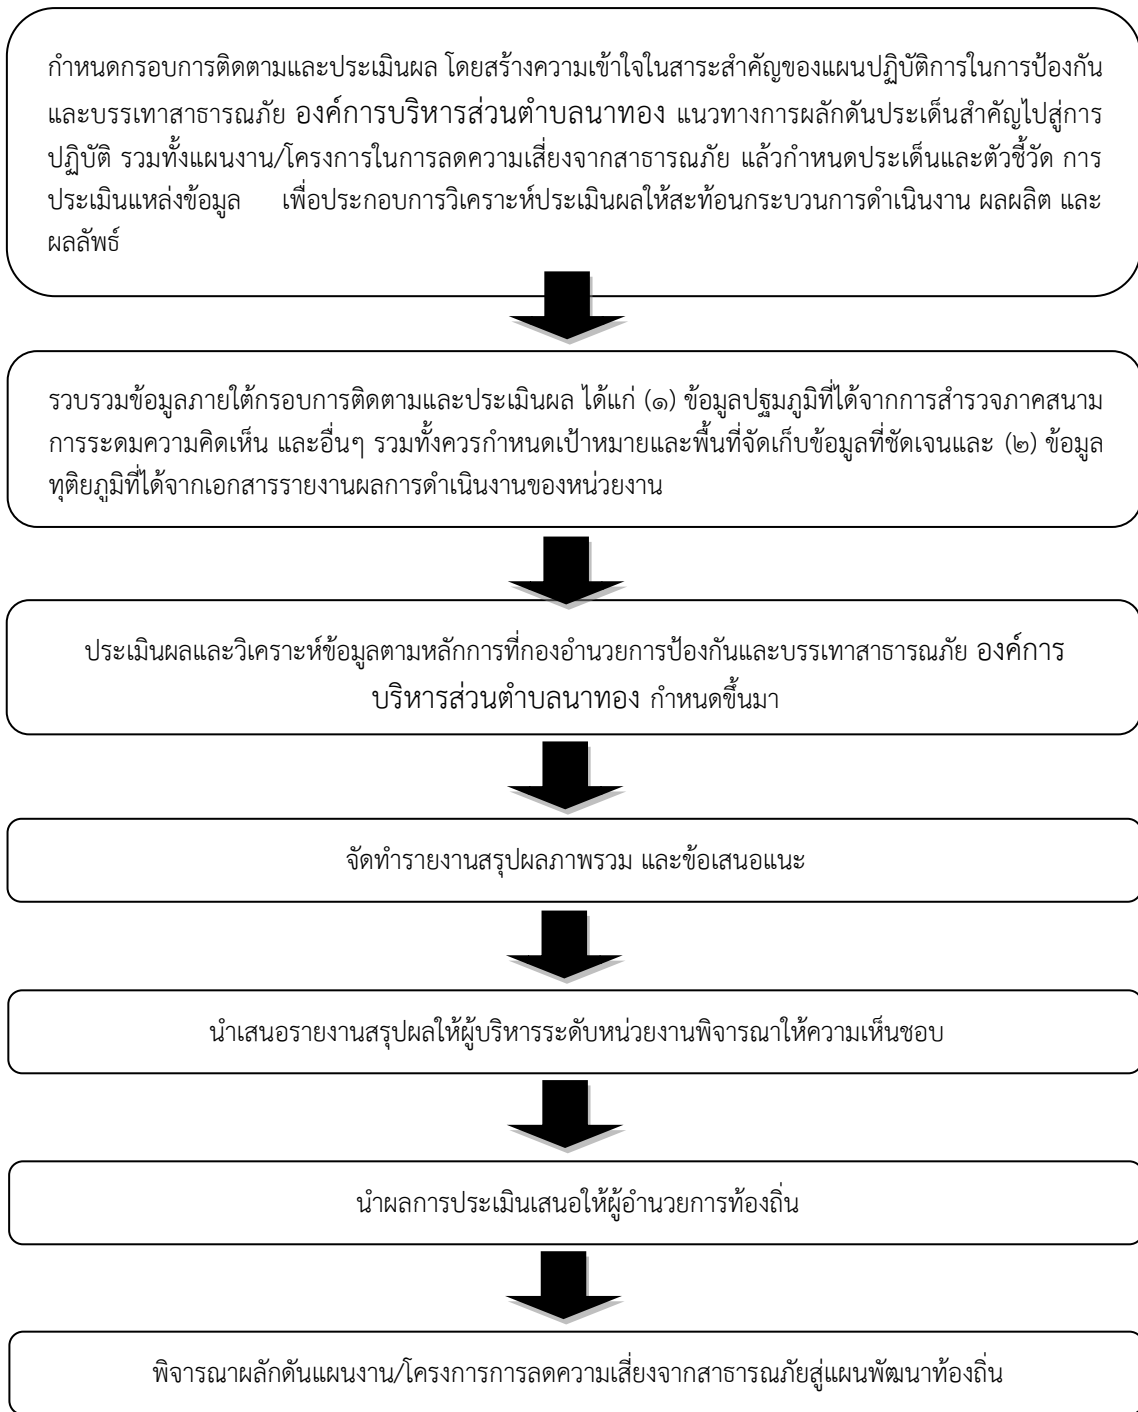 กำหนดกรอบการติดตามและประเมินผล โดยสร้างความเข้าใจในสาระสำคัญของแผนปฏิบัติการในการป้องกัน
และบรรเทาสาธารณภัย องค์การบริหารส่วนตำบลนาทอง แนวทางการผลักดันประเด็นสำคัญไปสู่การ
ปฏิบัติ รวมทั้งแผนงาน/โครงการในการลดความเสี่ยงจากสาธารณภัย แล้วกำหนดประเด็นและตัวชี้วัด การ
ประเมินแหล่งข้อมูล เพื่อประกอบการวิเคราะห์ประเมินผลให้สะท้อนกระบวนการดำเนินงาน ผลผลิต และ
ผลลัพธ์
รวบรวมข้อมูลภายใต้กรอบการติดตามและประเมินผล ได้แก่ (๑) ข้อมูลปฐมภูมิที่ได้จากการสำรวจภาคสนาม
การระดมความคิดเห็น และอื่นๆ รวมทั้งควรกำหนดเป้าหมายและพื้นที่จัดเก็บข้อมูลที่ชัดเจนและ (๒) ข้อมูล
ทุติยภูมิที่ได้จากเอกสารรายงานผลการดำเนินงานของหน่วยงาน
ประเมินผลและวิเคราะห์ข้อมูลตามหลักการที่กองอำนวยการป้องกันและบรรเทาสาธารณภัย องค์การ
บริหารส่วนตำบลนาทอง กำหนดขึ้นมา
จัดทำรายงานสรุปผลภาพรวม และข้อเสนอแนะ
นำเสนอรายงานสรุปผลให้ผู้บริหารระดับหน่วยงานพิจารณาให้ความเห็นชอบ
นำผลการประเมินเสนอให้ผู้อำนวยการท้องถิ่น
พิจารณาผลักดันแผนงาน/โครงการการลดความเสี่ยงจากสาธารณภัยสู่แผนพัฒนาท้องถิ่น